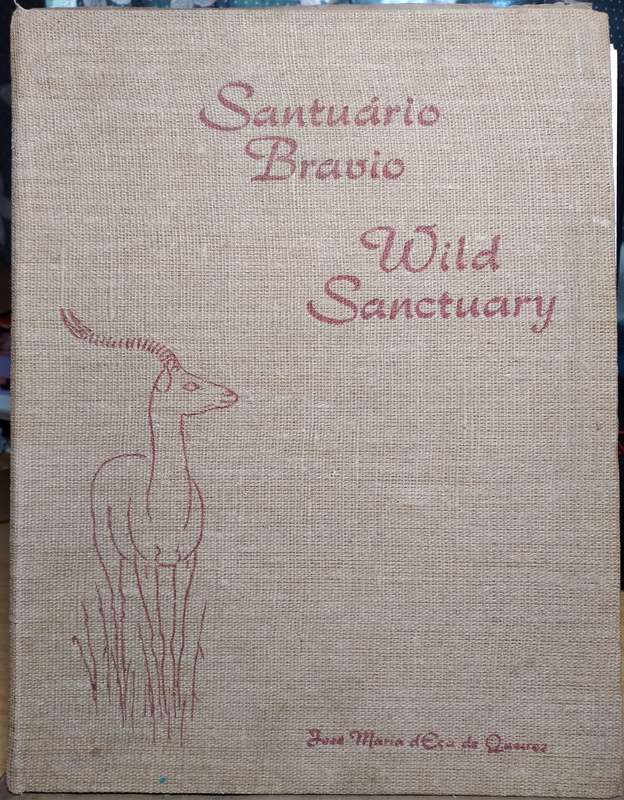 Santuário
Bravio
Wild
Sanctuary
José Maria d'Eça de Queiroz